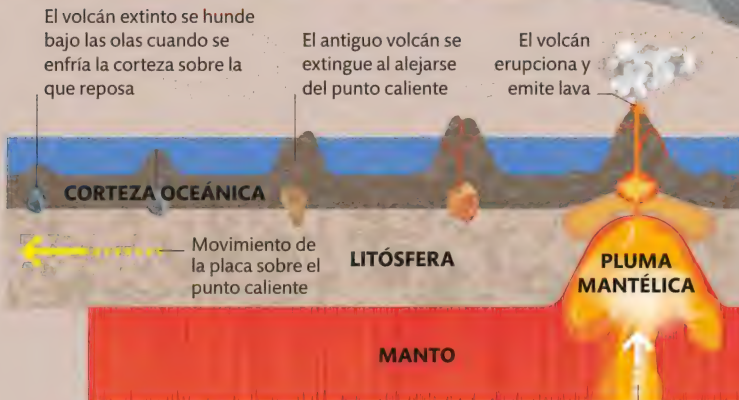 El volcán extinto se hunde
bajo las olas cuando se
enfría la corteza sobre la
que reposa
El antiguo volcán se
extingue al alejarse
del punto caliente
El volcán
erupciona y
emite lava
CORTEZA OCEÁNICA
Movimiento de
la placa sobre el
punto caliente
LITÓSFERA
PLUMA
MANTÉLICA
MANTO